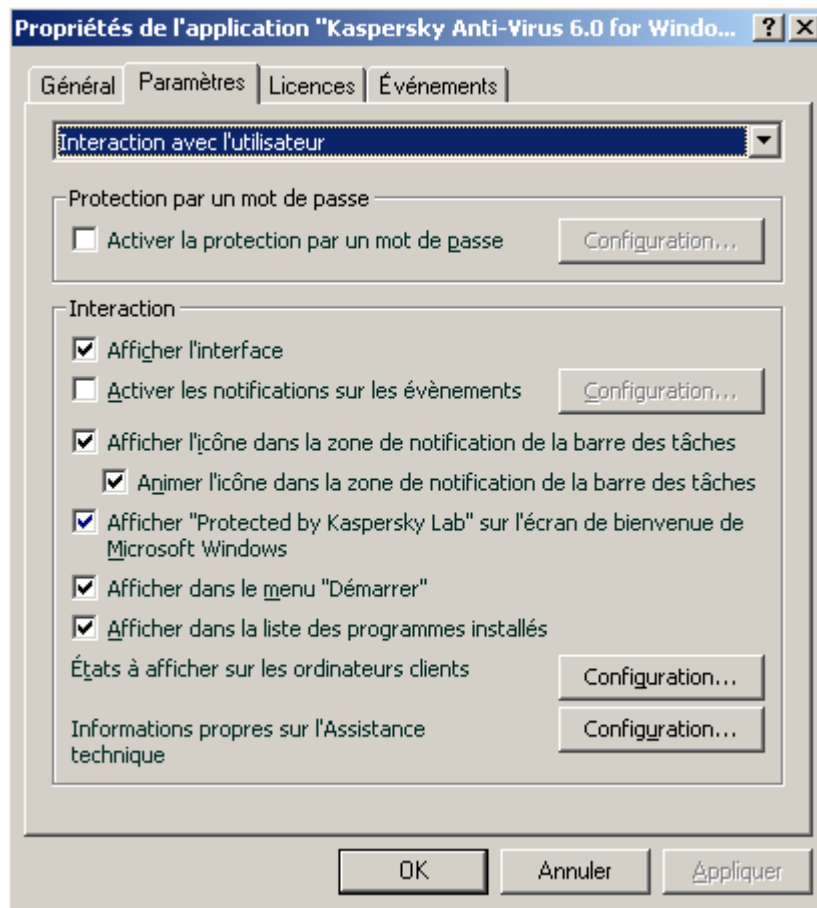 Propriétés de l'application "Kaspersky Anti-Virus 6.0 for Windo...
Général
Paramètres
Licences
Événements
Interaction avec l'utilisateur
Protection par un mot de passe
Activer la protection par un mot de passe
Configuration...
Interaction
Afficher l'interface
Activer les notifications sur les évènements
Configuration...
Afficher l'icône dans la zone de notification de la barre des tâches
Animer l'icône dans la zone de notification de la barre des tâches
Afficher "Protected by Kaspersky Lab" sur l'écran de bienvenue de
Microsoft Windows
Afficher dans le menu "Démarrer"
Afficher dans la liste des programmes installés
États à afficher sur les ordinateurs clients
Configuration...
Informations propres sur l'Assistance
technique
Configuration...
OK
Annuler
Appliquer